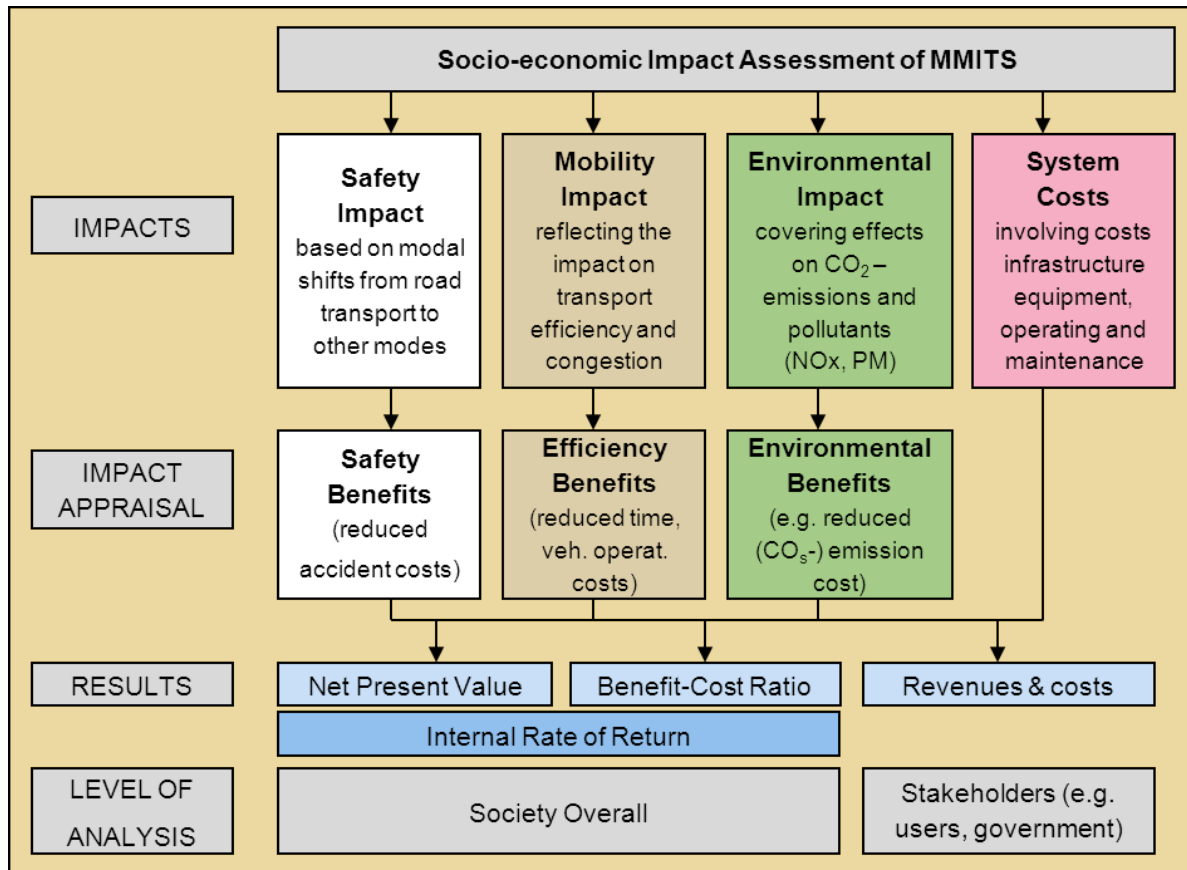 Socio-economic Impact Assessment of MMITS
IMPACTS
Safety
Impact
based on modal
shifts from road
transport to
other modes
Mobility
Impact
reflecting the
impact on
transport
efficiency and
congestion
Environmental
Impact
covering effects
on CO₂ –
emissions and
pollutants
(NOx, PM)
System
Costs
involving costs
infrastructure
equipment,
operating and
maintenance
IMPACT
APPRAISAL
Safety
Benefits
(reduced
accident costs)
Efficiency
Benefits
(reduced time,
veh. operat.
costs)
Environmental
Benefits
(e.g. reduced
(COₛ-) emission
cost)
RESULTS
Net Present Value
Benefit-Cost Ratio
Revenues & costs
Internal Rate of Return
LEVEL OF
ANALYSIS
Society Overall
Stakeholders (e.g.
users, government)